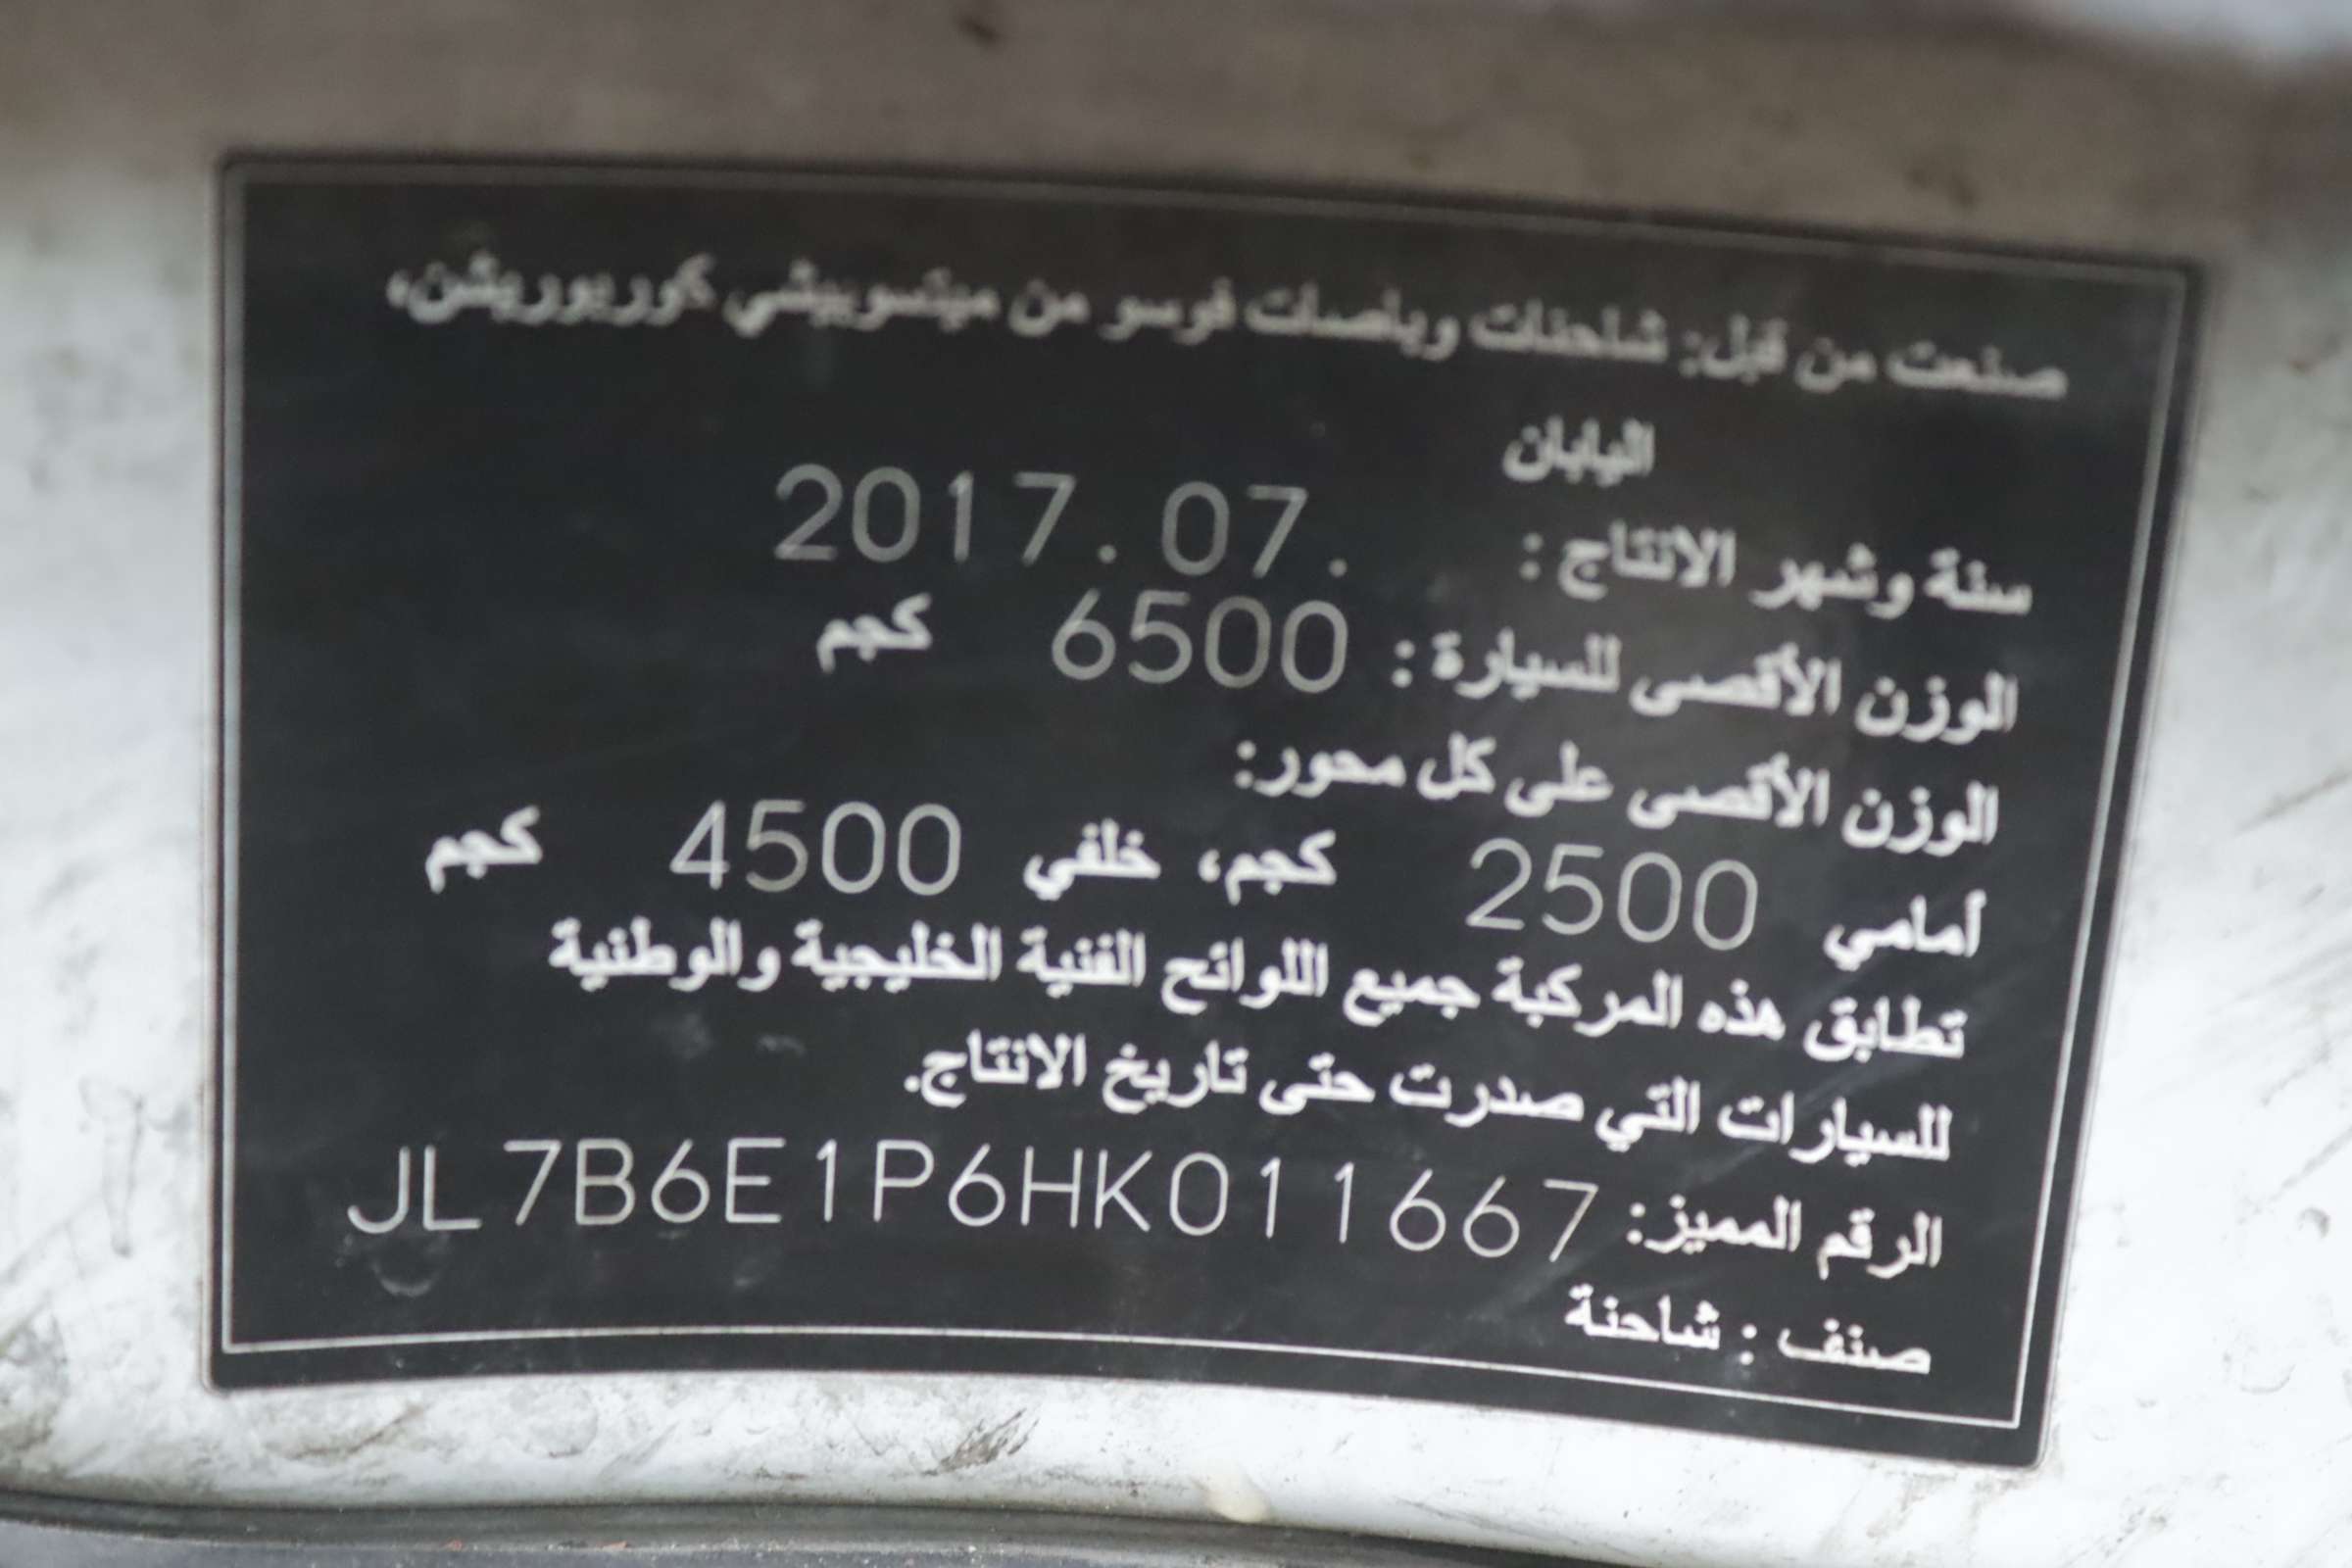 صنعت من قبل: شاحنات وباصات فوسو من ميتسوبيشي كوربوريشن،
اليابان
سنة وشهر الانتاج : 2017.07.
الوزن الأقصى للسيارة : 6500 كجم
الوزن الأقصى على كل محور:
أمامي 2500 كجم، خلفي 4500 كجم
تطابق هذه المركبة جميع اللوائح الفنية الخليجية والوطنية
للسيارات التي صدرت حتى تاريخ الانتاج.
الرقم المميز: JL7B6E1P6HK011667
صنف : شاحنة